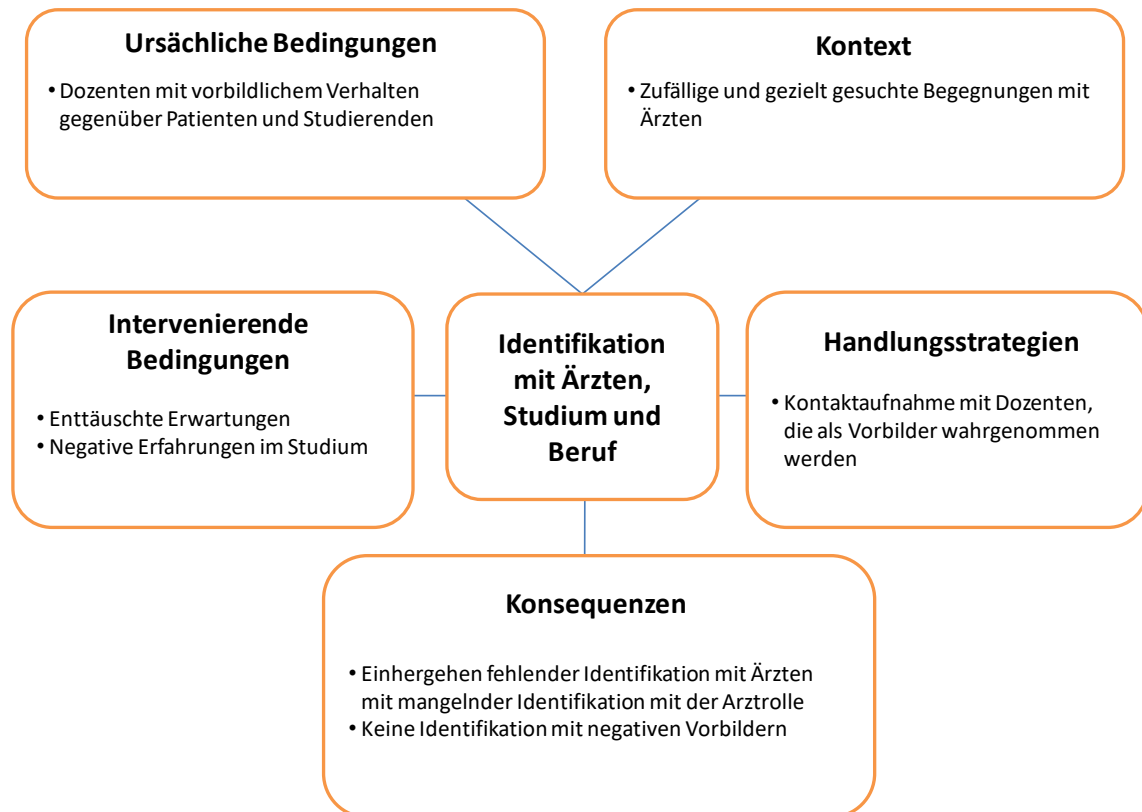 Ursächliche Bedingungen
• Dozenten mit vorbildlichem Verhalten
gegenüber Patienten und Studierenden
Kontext
• Zufällige und gezielt gesuchte Begegnungen mit
Ärzten
Intervenierende
Bedingungen
• Enttäuschte Erwartungen
• Negative Erfahrungen im Studium
Identifikation
mit Ärzten,
Studium und
Beruf
Handlungsstrategien
• Kontaktaufnahme mit Dozenten,
die als Vorbilder wahrgenommen
werden
Konsequenzen
• Einhergehen fehlender Identifikation mit Ärzten
mit mangelnder Identifikation mit der Arztrolle
• Keine Identifikation mit negativen Vorbildern